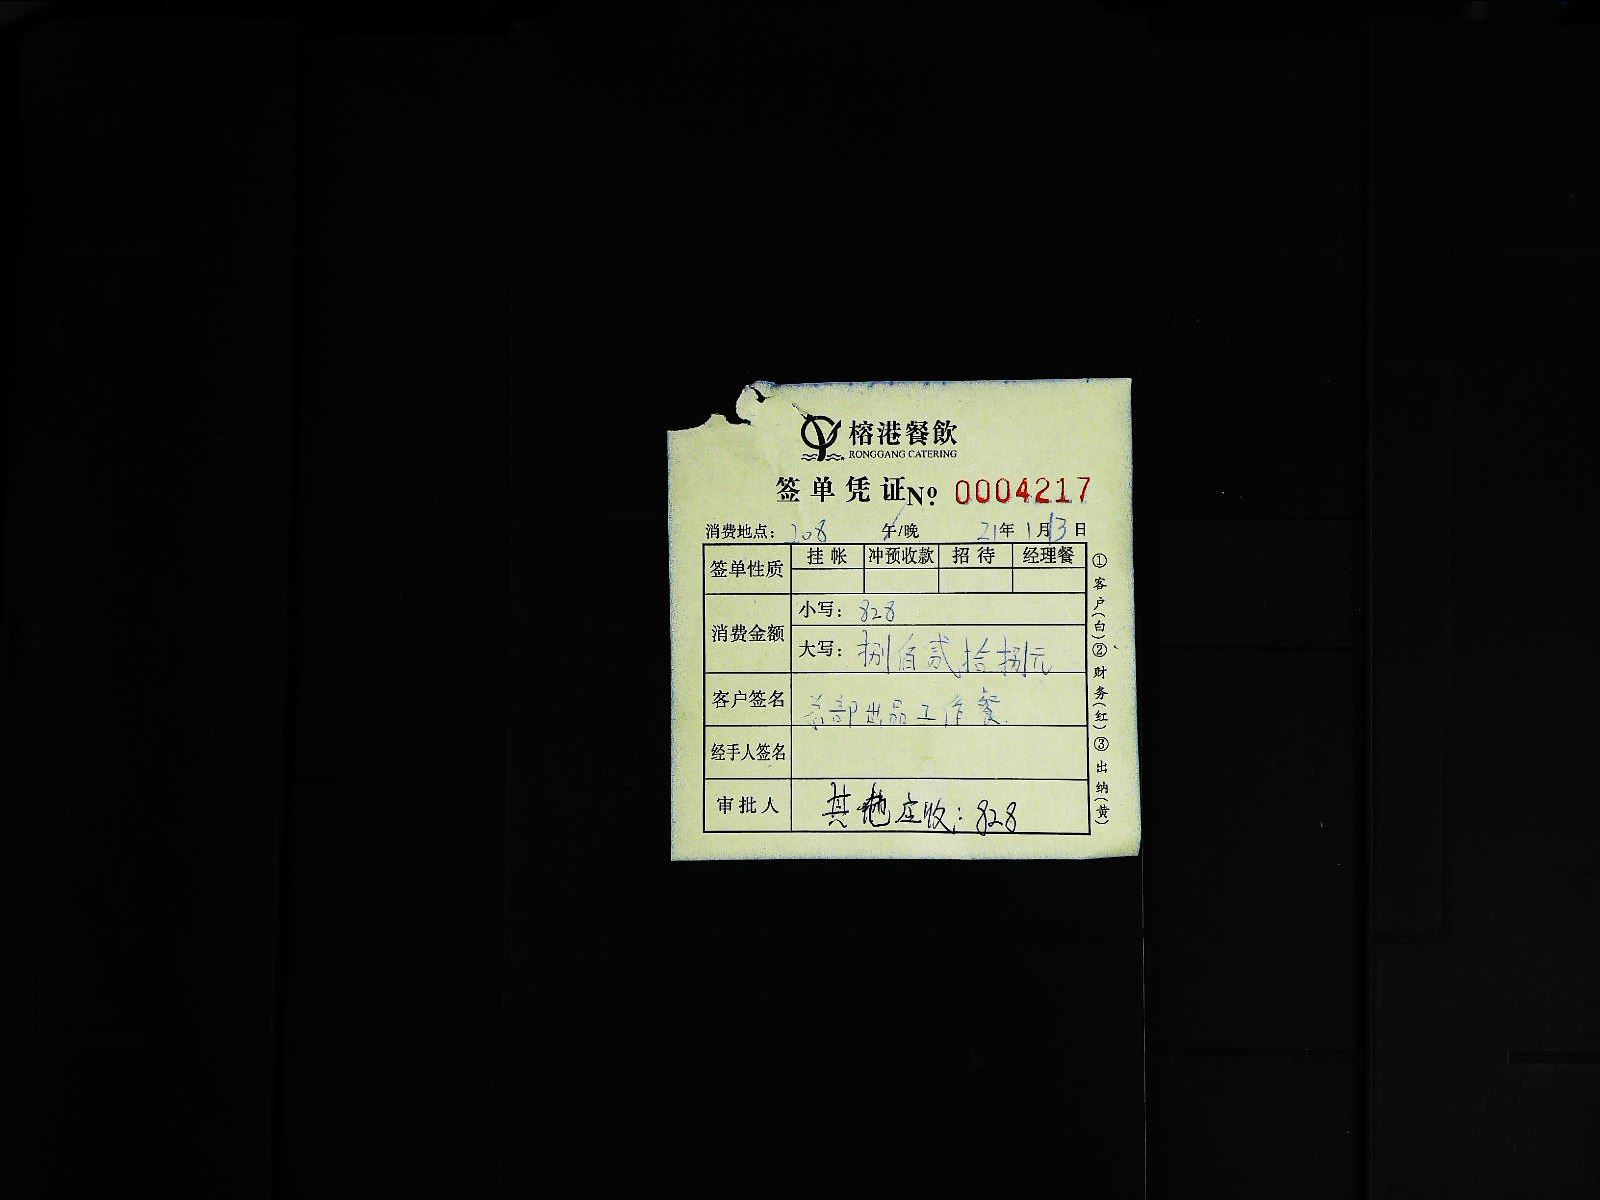 榕港餐飲
RONGGANG CATERING
签单凭证 Nº 0004217
消费地点: 208 午/晚 21年1月13日
签单性质 挂帐 冲预收款 招待 经理餐
消费金额 小写: 828
大写: 捌佰贰拾捌元
客户签名 部出品工作餐.
经手人签名
审批人 其他应收: 828
①客户(白)②财务(红)③出纳(黄)